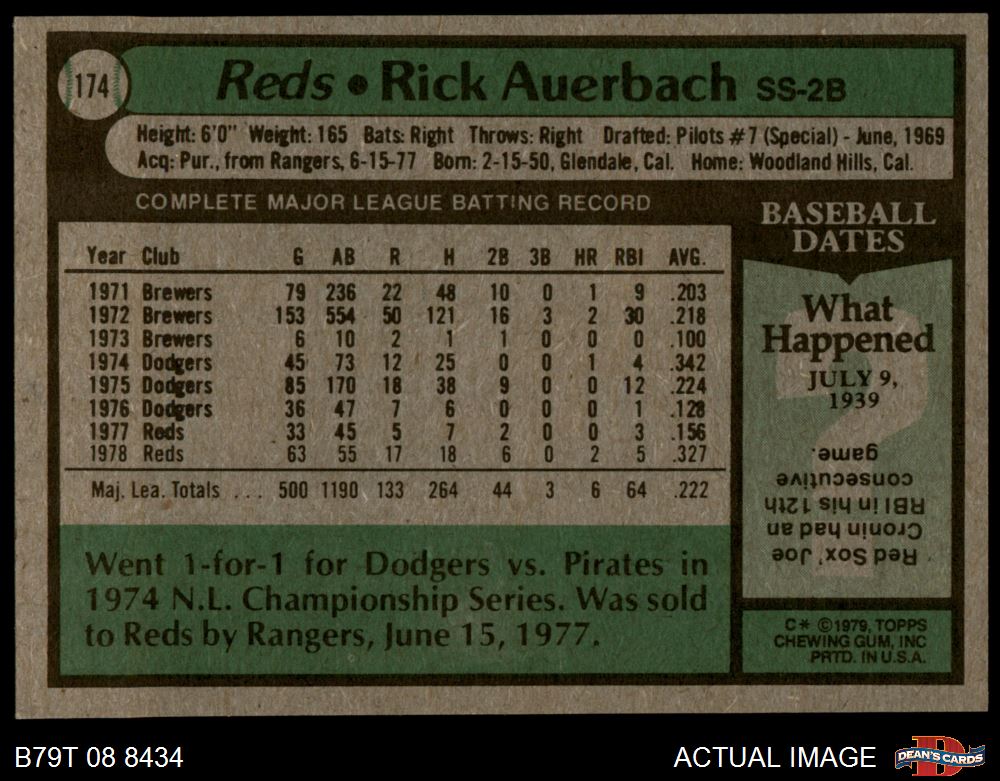 174
Reds • Rick Auerbach SS-2B
Height: 6'0" Weight: 165 Bats: Right Throws: Right Drafted: Pilots #7 (Special) - June, 1969
Acq: Pur., from Rangers, 6-15-77 Born: 2-15-50, Glendale, Cal. Home: Woodland Hills, Cal.
COMPLETE MAJOR LEAGUE BATTING RECORD
Year Club G AB R H 2B 3B HR RBI AVG.
1971 Brewers 79 236 22 48 10 0 1 9 .203
1972 Brewers 153 554 50 121 16 3 2 30 .218
1973 Brewers 6 10 2 1 1 0 0 0 .100
1974 Dodgers 45 73 12 25 0 0 1 4 .342
1975 Dodgers 85 170 18 38 9 0 0 12 .224
1976 Dodgers 36 47 7 6 0 0 0 1 .128
1977 Reds 33 45 5 7 2 0 0 3 .156
1978 Reds 63 55 17 18 6 0 2 5 .327
Maj. Lea. Totals ... 500 1190 133 264 44 3 6 64 .222
Went 1-for-1 for Dodgers vs. Pirates in
1974 N.L. Championship Series. Was sold
to Reds by Rangers, June 15, 1977.
BASEBALL
DATES
What
Happened
JULY 9,
1939
Red Sox' Joe
Cronin had an
RBI in his 12th
consecutive
game.
C* ©1979, TOPPS
CHEWING GUM, INC
PRTD. IN U.S.A.
B79T 08 8434
ACTUAL IMAGE
D
DEAN'S CARDS